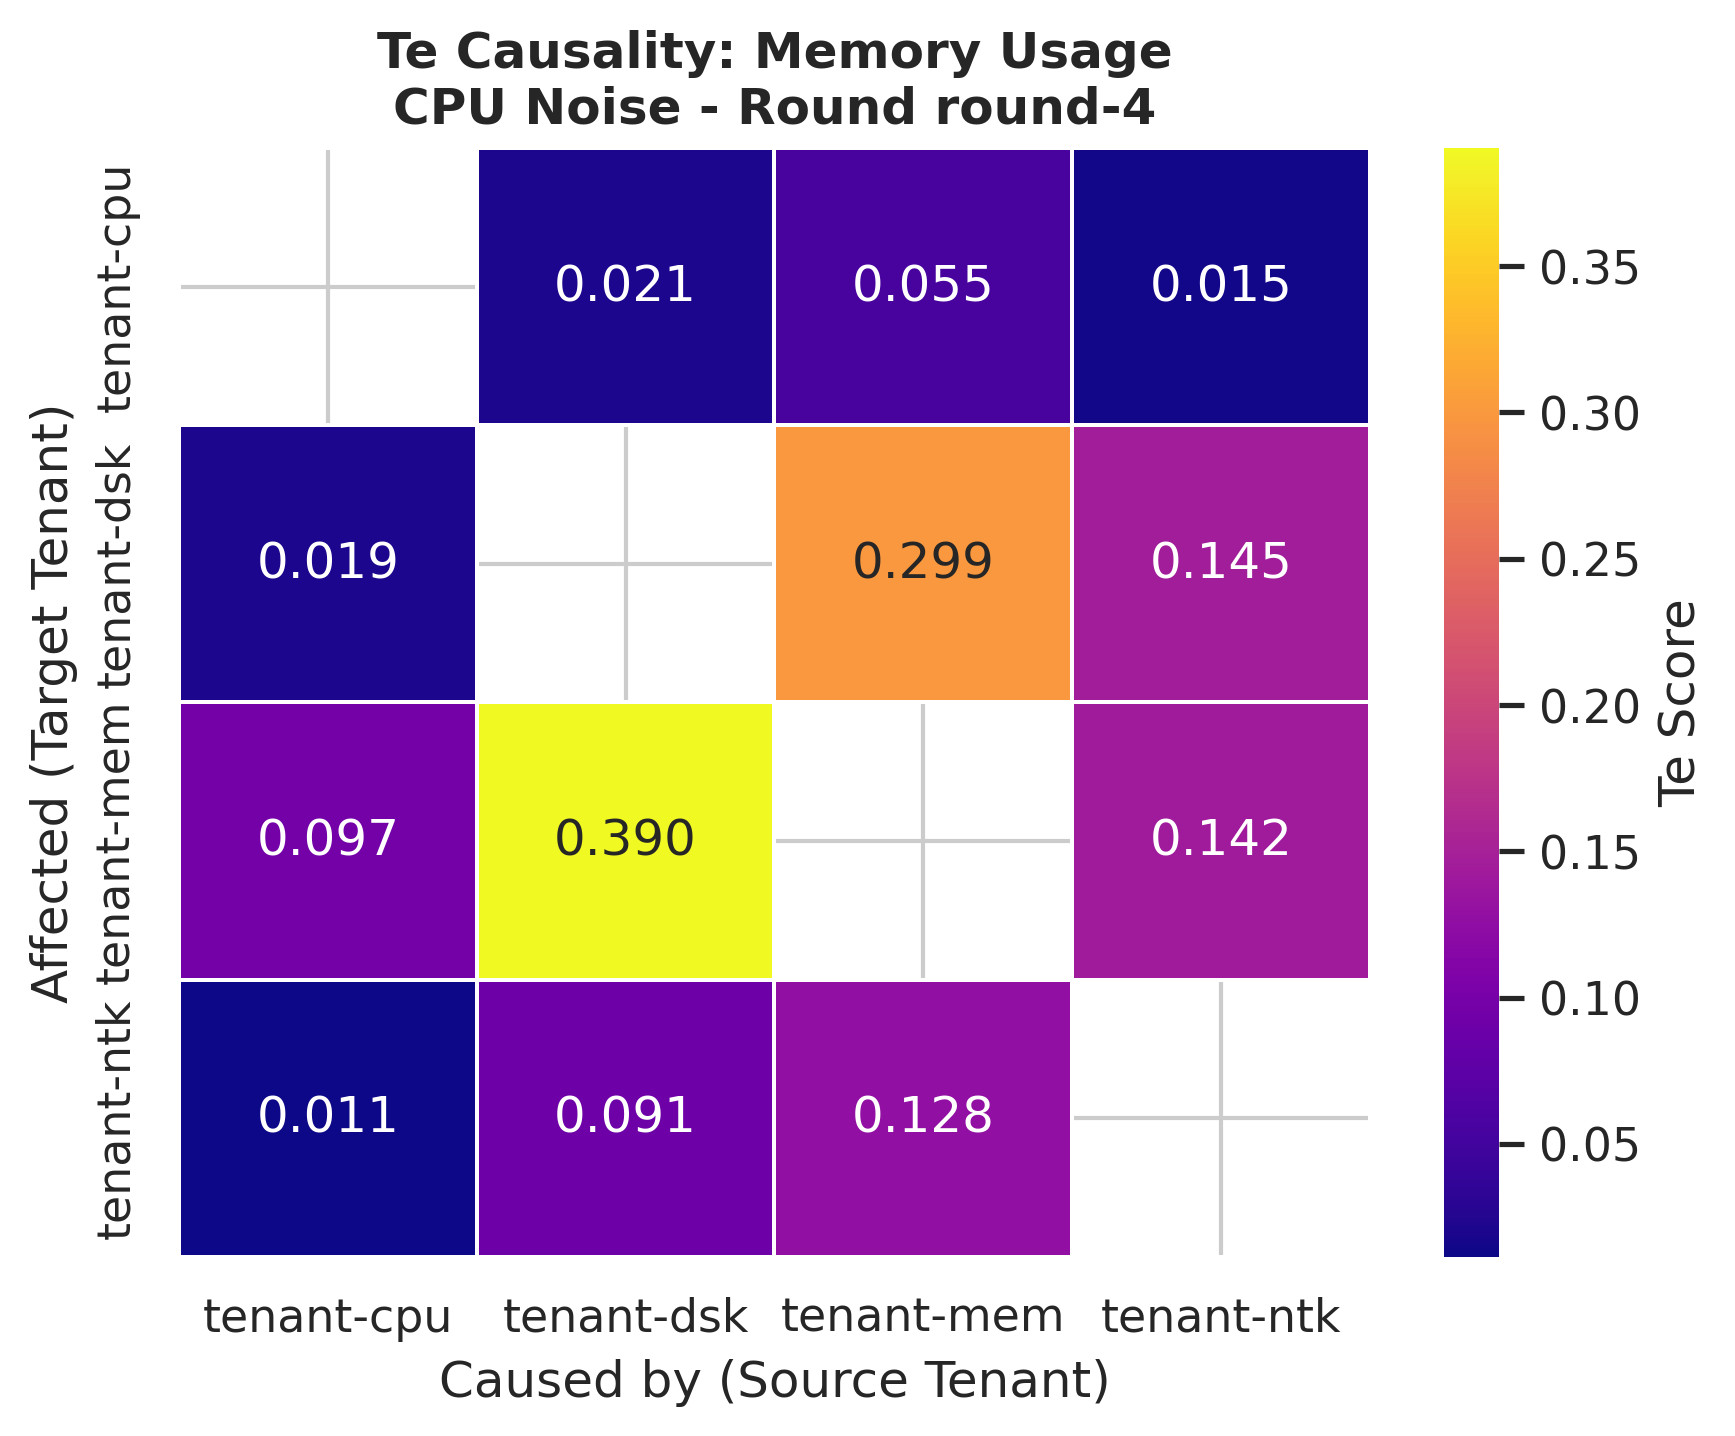 Te Causality: Memory Usage
CPU Noise - Round round-4
Affected (Target Tenant)
tenant-cpu
0.021 0.055 0.015
tenant-dsk
0.019 0.299 0.145
tenant-mem
0.097 0.390 0.142
tenant-ntk
0.011 0.091 0.128
tenant-cpu tenant-dsk tenant-mem tenant-ntk
Caused by (Source Tenant)
0.35
0.30
0.25
0.20
0.15
0.10
0.05
Te Score